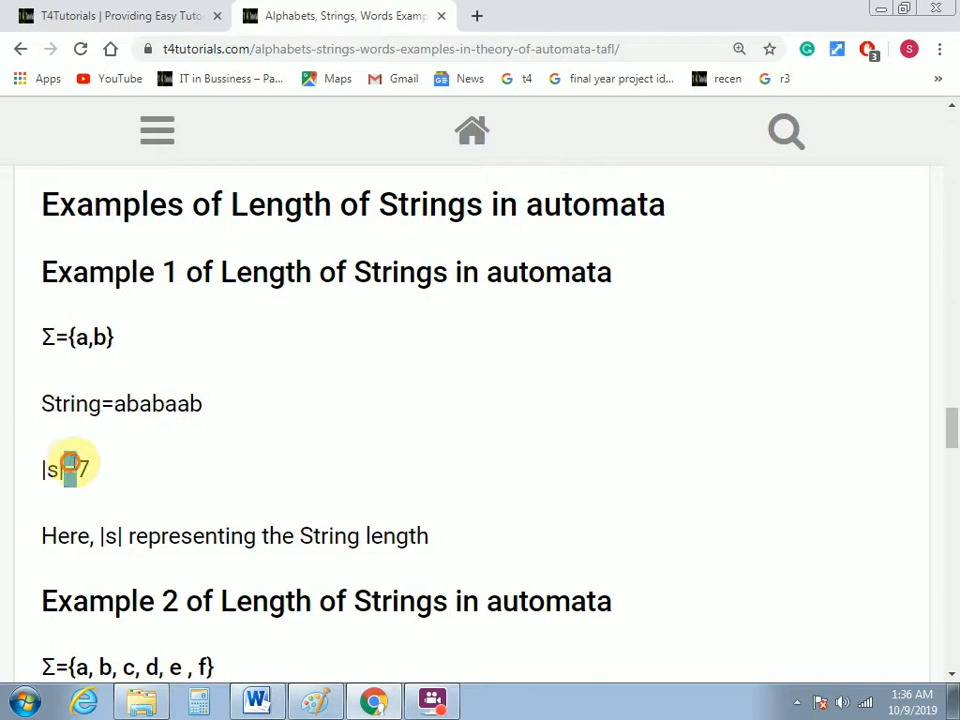 T4Tutorials | Providing Easy Tuto
Alphabets, Strings, Words Examp
t4tutorials.com/alphabets-strings-words-examples-in-theory-of-automata-tafl/
3
S
Apps YouTube IT in Bussiness – Pa... Maps Gmail News t4 final year project id... recen r3 »
Examples of Length of Strings in automata
Example 1 of Length of Strings in automata
Σ={a,b}
String=ababaab
|s|=7
Here, |s| representing the String length
Example 2 of Length of Strings in automata
Σ={a, b, c, d, e , f}
1:36 AM
10/9/2019